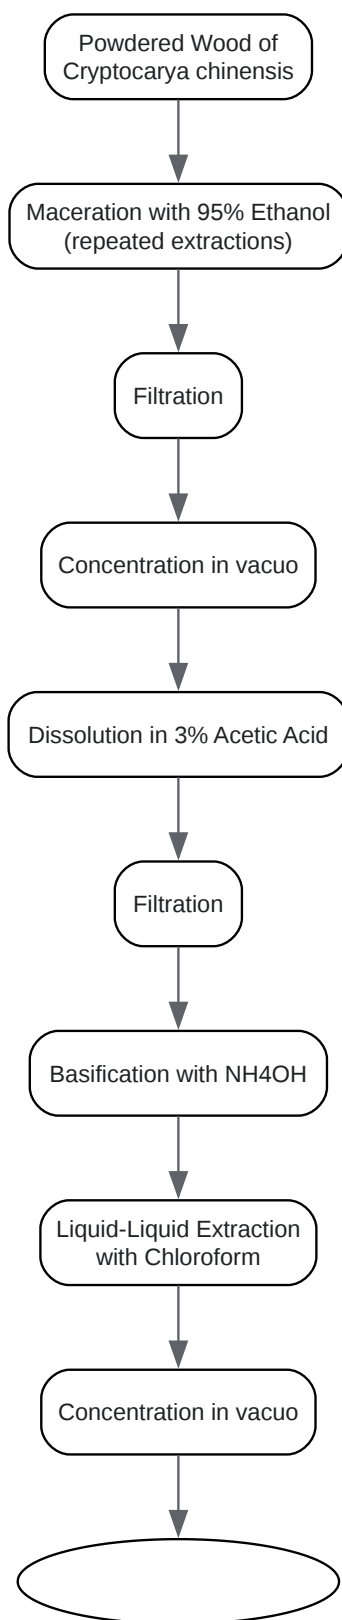 Powdered Wood of
Cryptocarya chinensis
Maceration with 95% Ethanol
(repeated extractions)
Filtration
Concentration in vacuo
Dissolution in 3% Acetic Acid
Filtration
Basification with NH4OH
Liquid-Liquid Extraction
with Chloroform
Concentration in vacuo